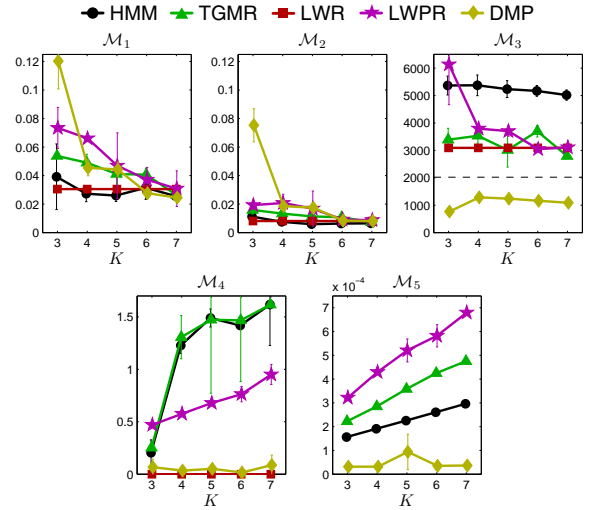 HMM TGMR LWR LWPR DMP
M₁ M₂ M₃
0.12 0.12
0.1 0.1 6000
0.08 0.08 5000
0.06 0.06 4000
0.04 0.04 3000
0.02 0.02 2000
0 0 1000
0
3 4 5 6 7 3 4 5 6 7 3 4 5 6 7
K K K
M₄ M₅
x 10⁻⁴
1.5 7
6
1 5
4
0.5 3
2
1
0 0
3 4 5 6 7 3 4 5 6 7
K K